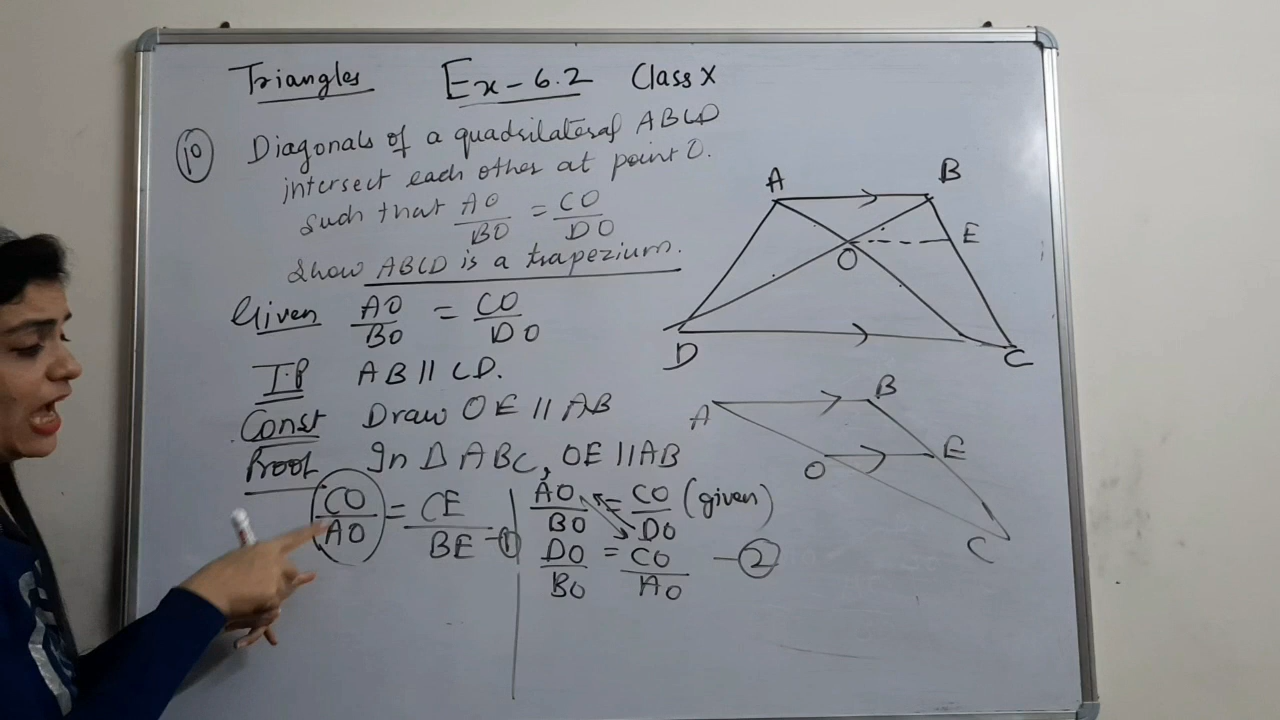 Triangles Ex-6.2 Class X
10 Diagonals of a quadrilateral ABCD
intersect each other at point O.
such that AO/BO = CO/DO
Show ABCD is a trapezium.
Given AO/BO = CO/DO
T.P AB || CD.
Const Draw OE || AB
Proof In Δ ABC, OE || AB
CO/AO = CE/BE - 1
AO/BO = CO/DO (given)
DO/BO = CO/AO - 2
A B
E
O
D C
A B
O E
C